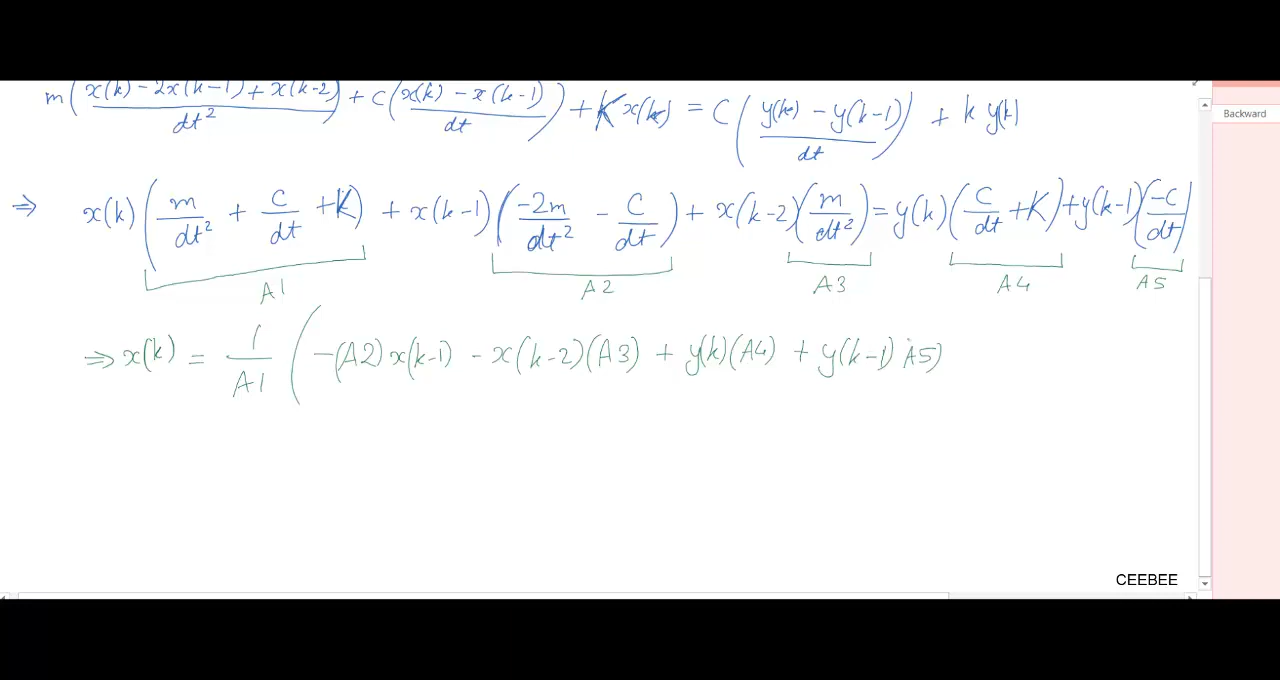 m( (x(k) - 2x(k-1) + x(k-2))/dt² ) + c( (x(k) - x(k-1))/dt ) + K x(k) = C( (y(k) - y(k-1))/dt ) + k y(k)
Backward
⇒ x(k) ( m/dt² + c/dt + K ) + x(k-1) ( -2m/dt² - c/dt ) + x(k-2) ( m/dt² ) = y(k) ( c/dt + K ) + y(k-1) ( -c/dt )
A1 A2 A3 A4 A5
⇒ x(k) = 1/A1 ( -(A2) x(k-1) - x(k-2)(A3) + y(k)(A4) + y(k-1) A5)
CEEBEE